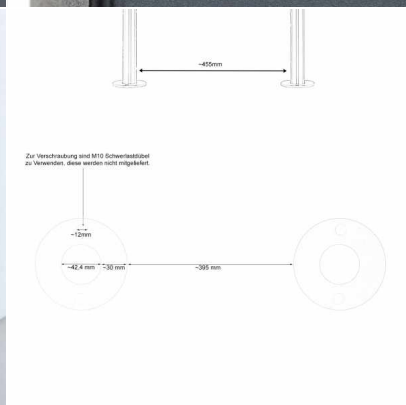 ~455mm
Zur Verschraubung sind M10 Schwerlastdübel
zu Verwenden, diese werden nicht mitgeliefert.
~12mm
~42,4 mm ~30 mm ~395 mm